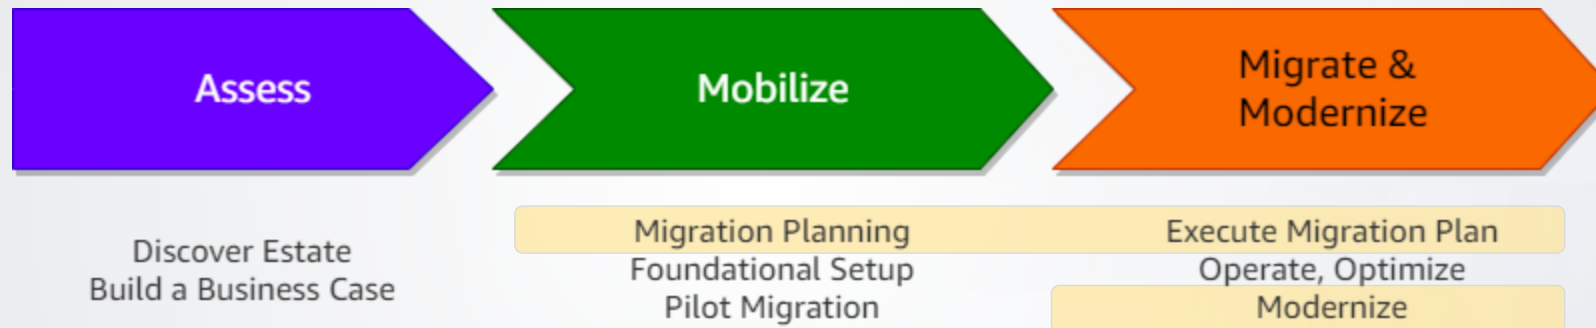 Assess
Mobilize
Migrate &
Modernize
Discover Estate
Build a Business Case
Migration Planning
Foundational Setup
Pilot Migration
Execute Migration Plan
Operate, Optimize
Modernize